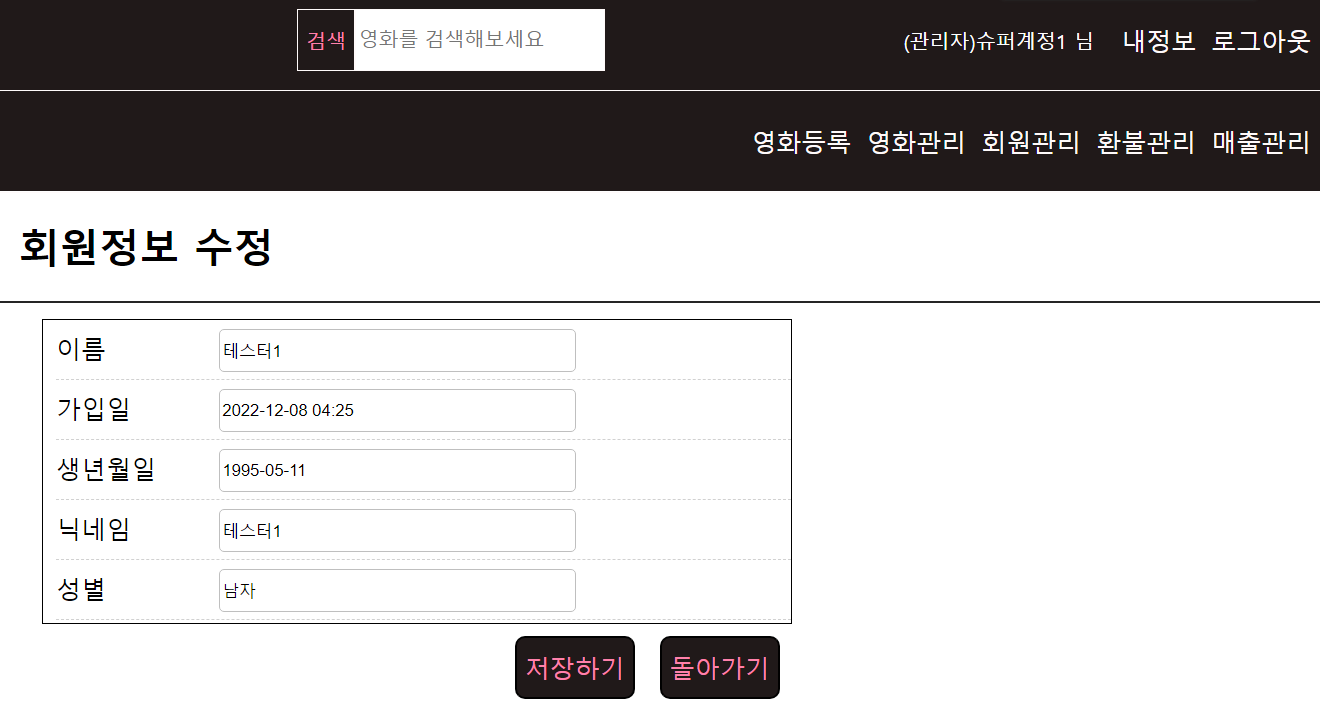 검색 영화를 검색해보세요 (관리자)슈퍼계정1 님 내정보 로그아웃
영화등록 영화관리 회원관리 환불관리 매출관리
회원정보 수정
이름 테스터1
가입일 2022-12-08 04:25
생년월일 1995-05-11
닉네임 테스터1
성별 남자
저장하기 돌아가기